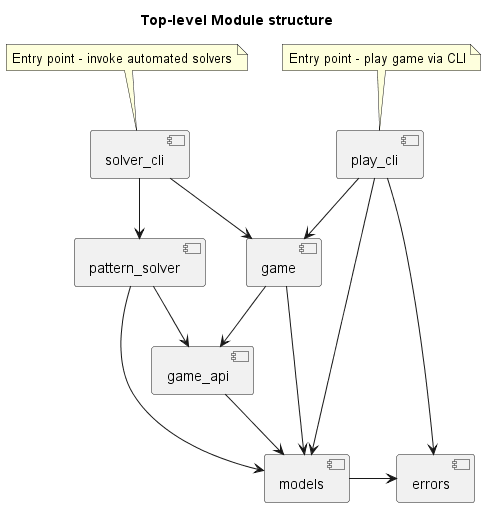 Top-level Module structure
Entry point - invoke automated solvers
Entry point - play game via CLI
solver_cli
play_cli
pattern_solver
game
game_api
models
errors